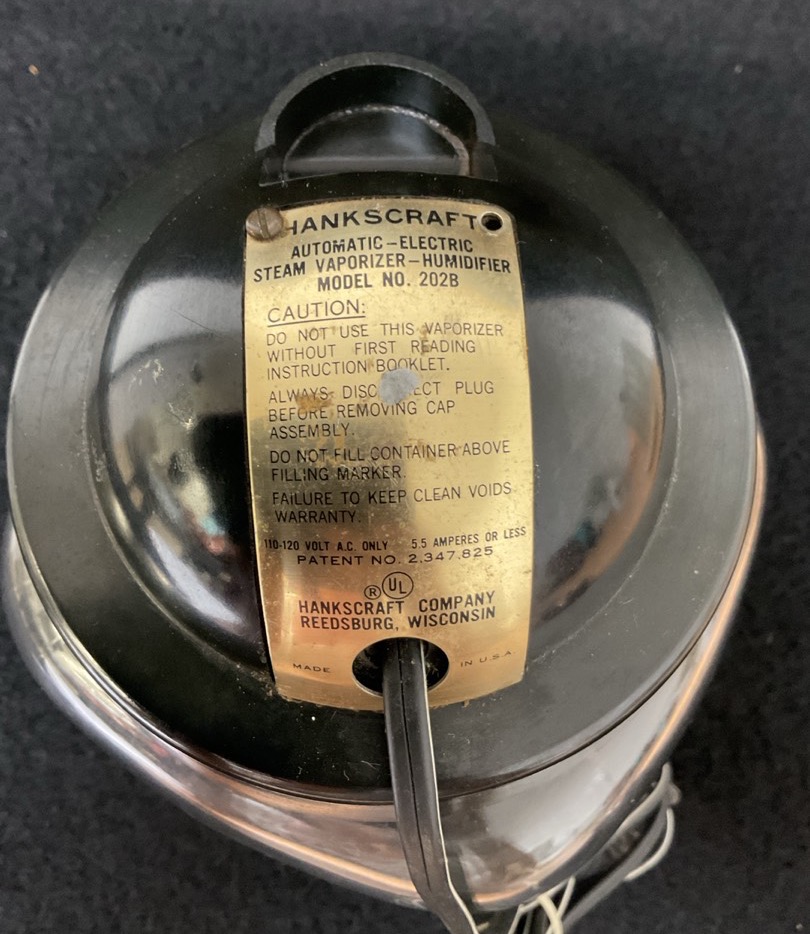 HANKSCRAFT
AUTOMATIC-ELECTRIC
STEAM VAPORIZER-HUMIDIFIER
MODEL NO. 202B
CAUTION:
DO NOT USE THIS VAPORIZER
WITHOUT FIRST READING
INSTRUCTION BOOKLET.
ALWAYS DISCONNECT PLUG
BEFORE REMOVING CAP
ASSEMBLY.
DO NOT FILL CONTAINER ABOVE
FILLING MARKER.
FAILURE TO KEEP CLEAN VOIDS
WARRANTY.
110-120 VOLT A.C. ONLY 5.5 AMPERES OR LESS
PATENT NO. 2,347,825
® UL
HANKSCRAFT COMPANY
REEDSBURG, WISCONSIN
MADE IN U.S.A.